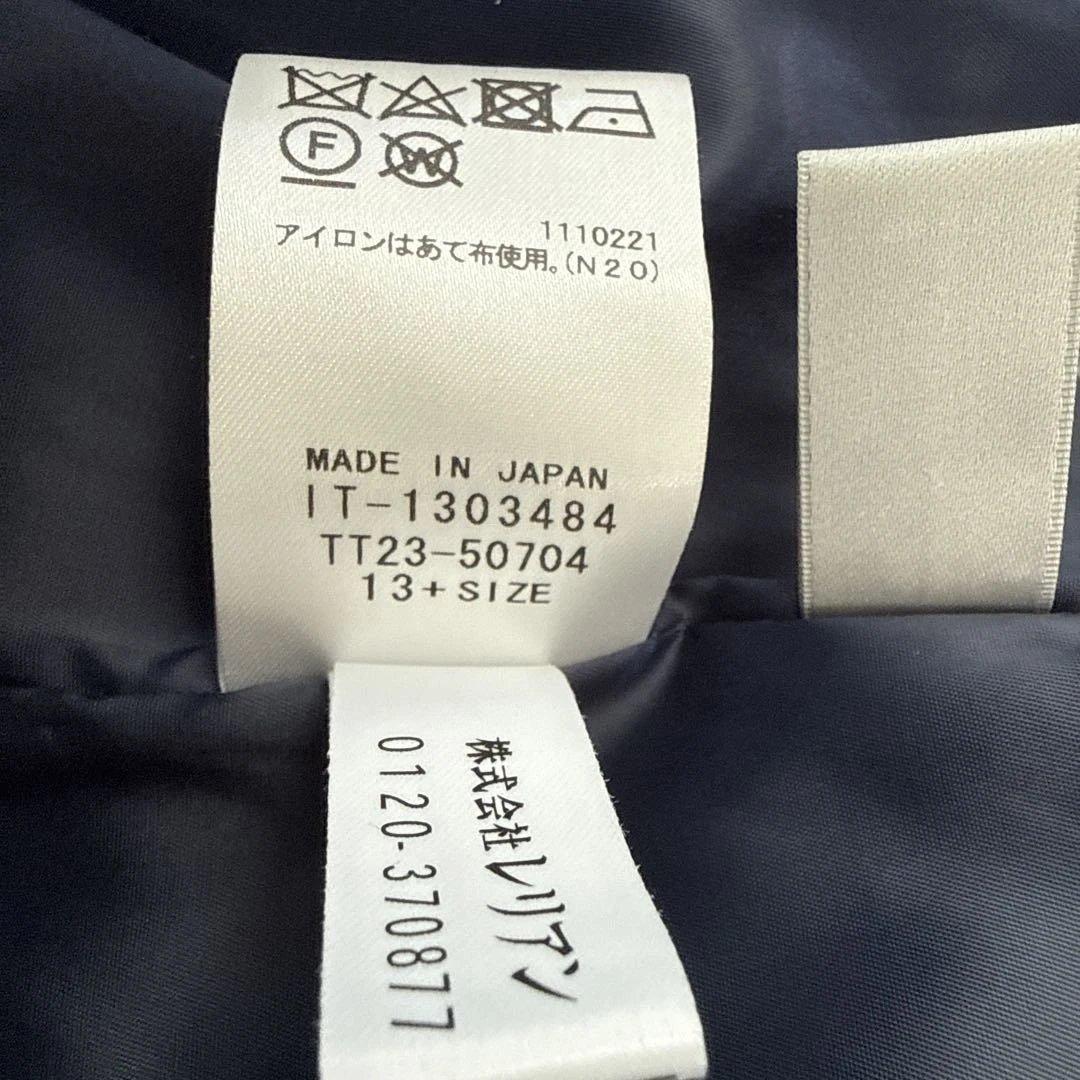 F W
1110221
アイロンはあて布使用。(N20)
MADE IN JAPAN
IT-1303484
TT23-50704
13+SIZE
株式会社レリアン
0120-370877